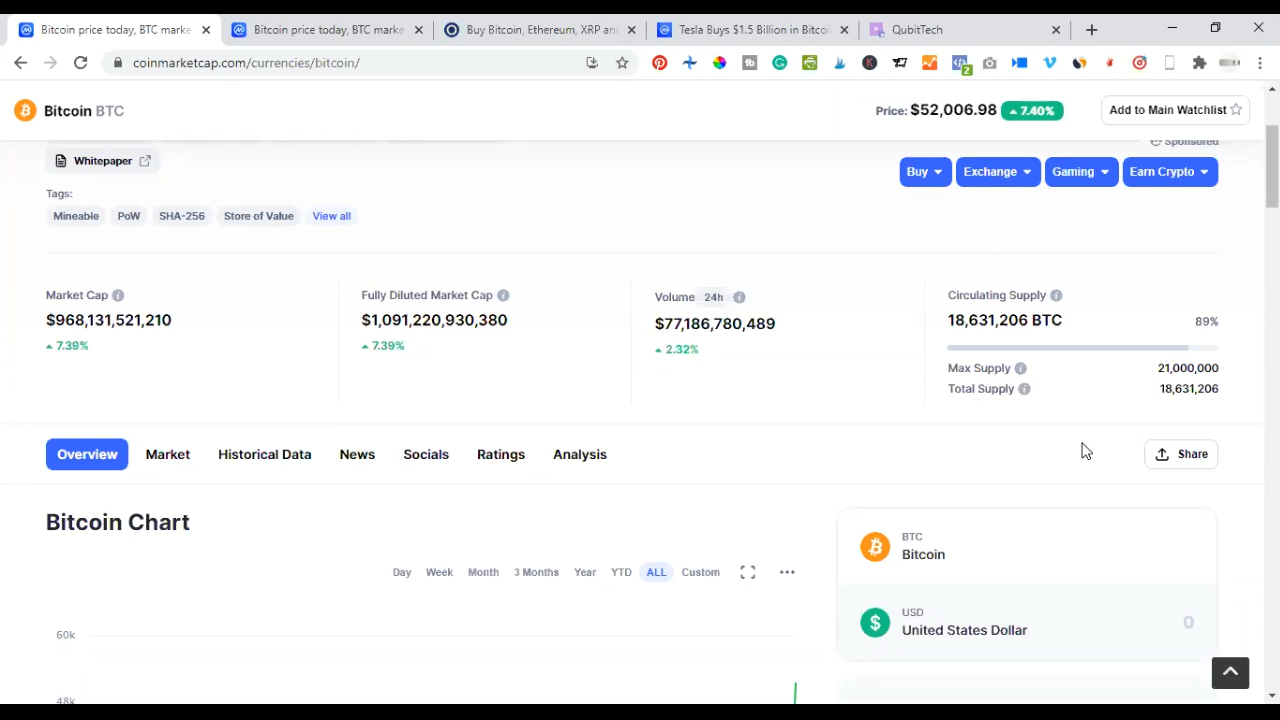 Bitcoin price today, BTC marke
Bitcoin price today, BTC marke
Buy Bitcoin, Ethereum, XRP an
Tesla Buys $1.5 Billion in Bitcoi
QubitTech
coinmarketcap.com/currencies/bitcoin/
2
Bitcoin BTC
Price: $52,006.98 7.40%
Add to Main Watchlist
Sponsored
Whitepaper
Buy Exchange Gaming Earn Crypto
Tags:
Mineable PoW SHA-256 Store of Value View all
Market Cap
$968,131,521,210
7.39%
Fully Diluted Market Cap
$1,091,220,930,380
7.39%
Volume 24h
$77,186,780,489
2.32%
Circulating Supply
18,631,206 BTC 89%
Max Supply 21,000,000
Total Supply 18,631,206
Overview Market Historical Data News Socials Ratings Analysis
Share
Bitcoin Chart
Day Week Month 3 Months Year YTD ALL Custom
60k
48k
BTC
Bitcoin
USD
United States Dollar
0